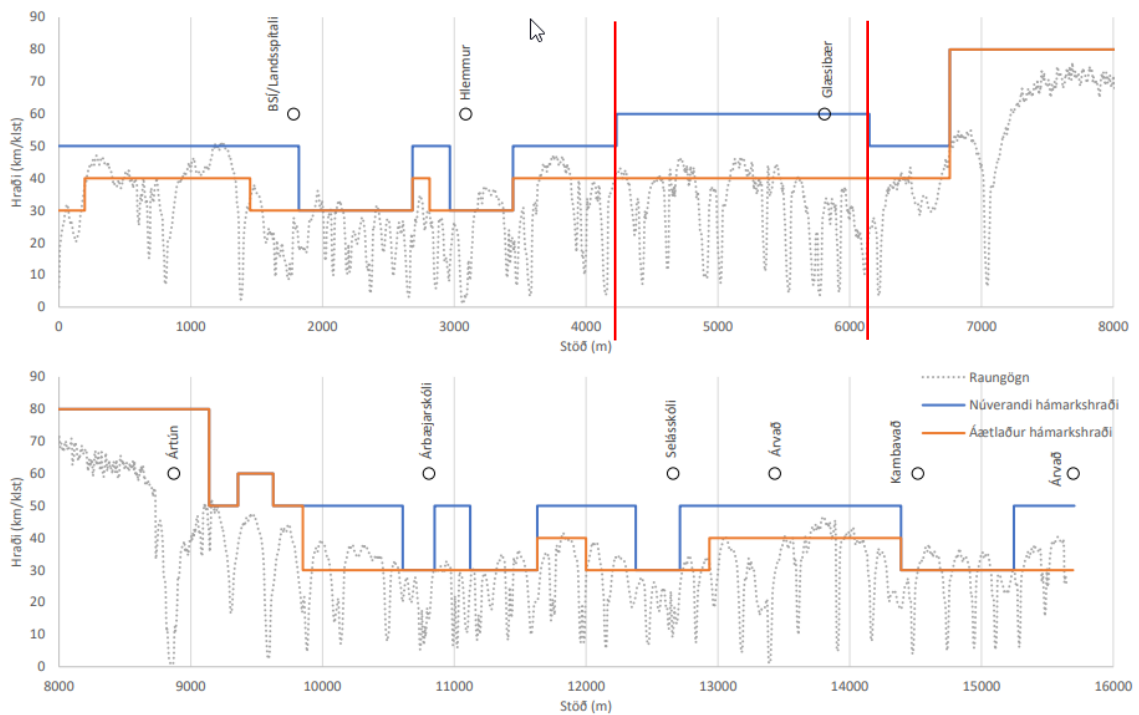 90
80
70
60
50
40
30
20
10
0
Hraði (km/klst)
BSÍ/Landsspítali
Hlemmur
Glæsibær
0 1000 2000 3000 4000 5000 6000 7000 8000
Stöð (m)
90
80
70
60
50
40
30
20
10
0
Hraði (km/klst)
Ártún
Árbæjarskóli
Selásskóli
Árvað
Kambavað
Árvað
Raungögn
Núverandi hámarkshraði
Áætlaður hámarkshraði
8000 9000 10000 11000 12000 13000 14000 15000 16000
Stöð (m)